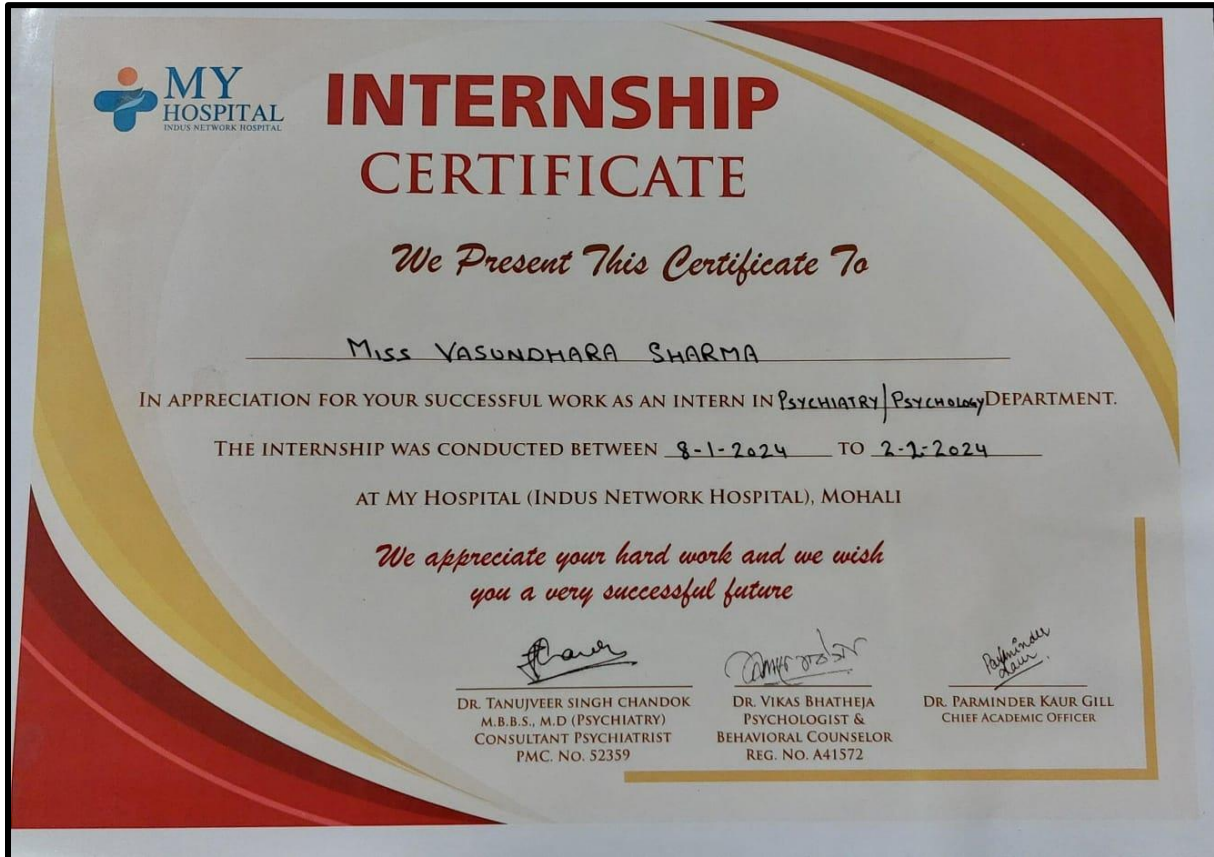 MY
HOSPITAL
INDUS NETWORK HOSPITAL
INTERNSHIP
CERTIFICATE
We Present This Certificate To
MISS VASUNDHARA SHARMA
IN APPRECIATION FOR YOUR SUCCESSFUL WORK AS AN INTERN IN PSYCHIATRY/PSYCHOLOGY DEPARTMENT.
THE INTERNSHIP WAS CONDUCTED BETWEEN 8-1-2024 TO 2-2-2024
AT MY HOSPITAL (INDUS NETWORK HOSPITAL), MOHALI
We appreciate your hard work and we wish
you a very successful future
Parminder
Kaur.
DR. TANUJVEER SINGH CHANDOK
M.B.B.S., M.D (PSYCHIATRY)
CONSULTANT PSYCHIATRIST
PMC. NO. 52359
DR. VIKAS BHATHEJA
PSYCHOLOGIST &
BEHAVIORAL COUNSELOR
REG. NO. A41572
DR. PARMINDER KAUR GILL
CHIEF ACADEMIC OFFICER